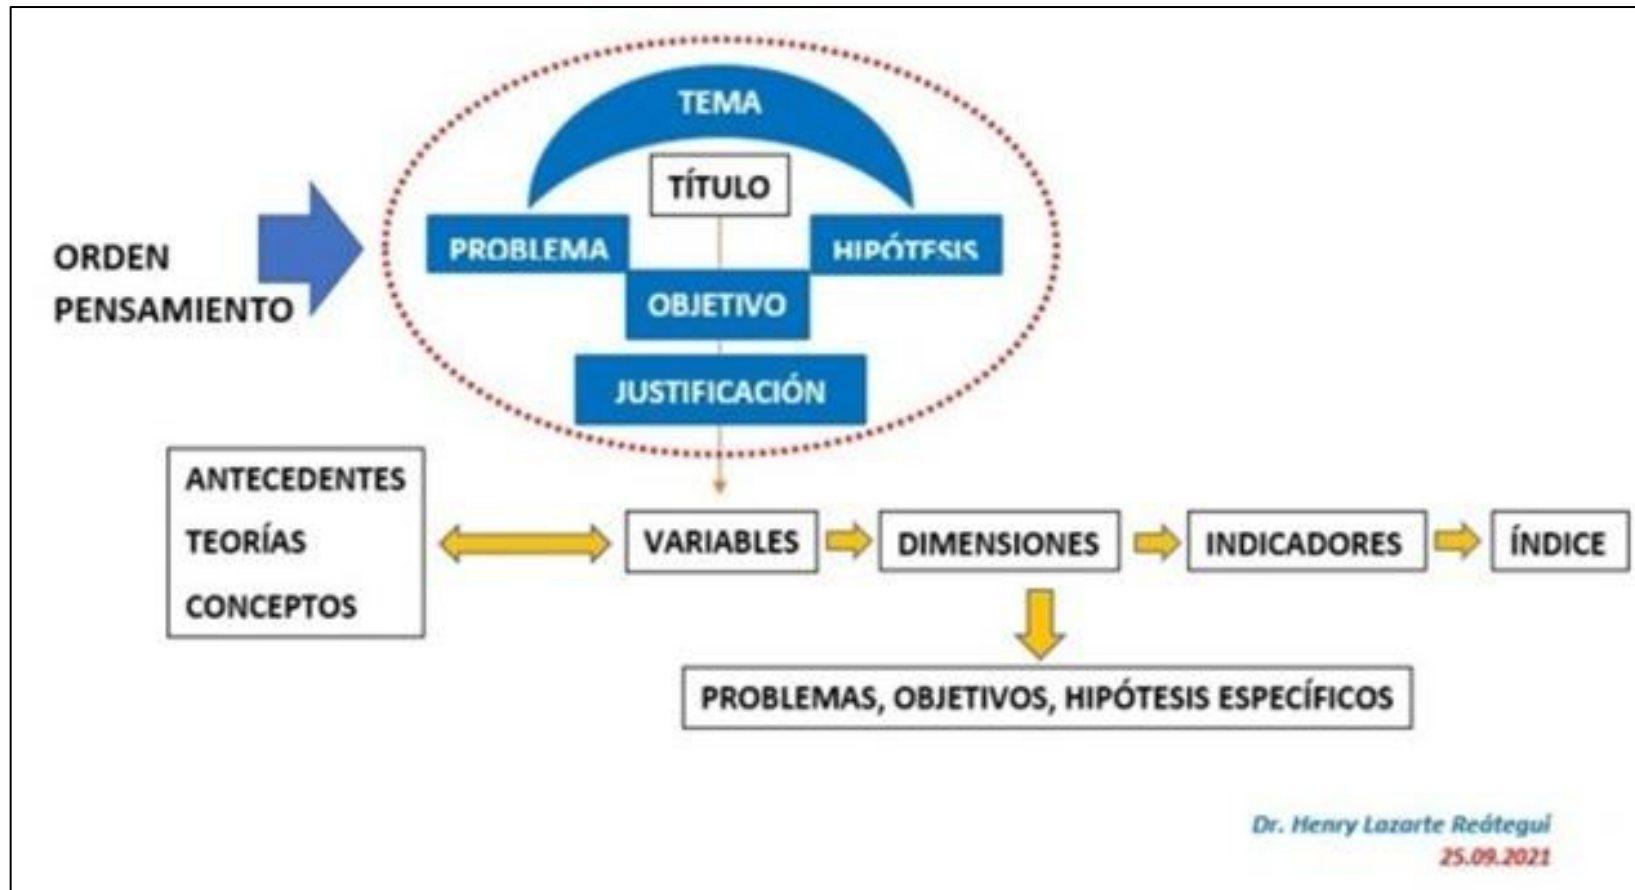 TEMA
TÍTULO
PROBLEMA
HIPÓTESIS
ORDEN
PENSAMIENTO
OBJETIVO
JUSTIFICACIÓN
ANTECEDENTES
TEORÍAS
CONCEPTOS
VARIABLES
DIMENSIONES
INDICADORES
ÍNDICE
PROBLEMAS, OBJETIVOS, HIPÓTESIS ESPECÍFICOS
Dr. Henry Lazarte Reátegui
25.09.2021